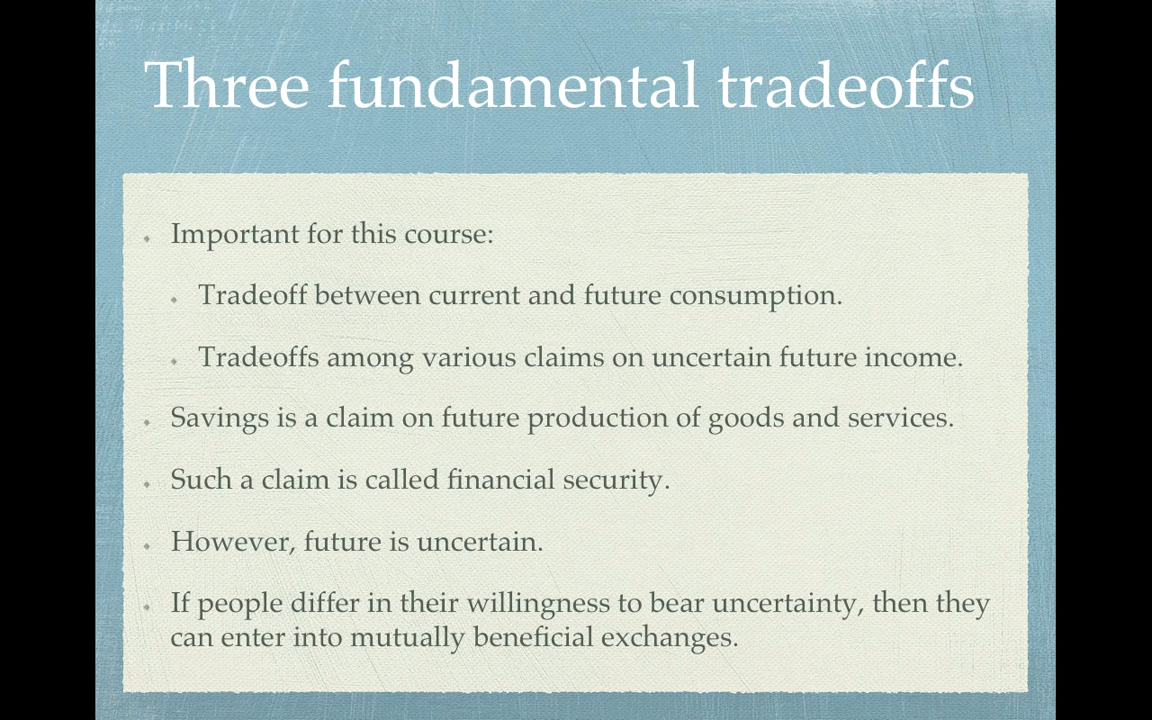 Three fundamental tradeoffs
Important for this course:
Tradeoff between current and future consumption.
Tradeoffs among various claims on uncertain future income.
Savings is a claim on future production of goods and services.
Such a claim is called financial security.
However, future is uncertain.
If people differ in their willingness to bear uncertainty, then they
can enter into mutually beneficial exchanges.